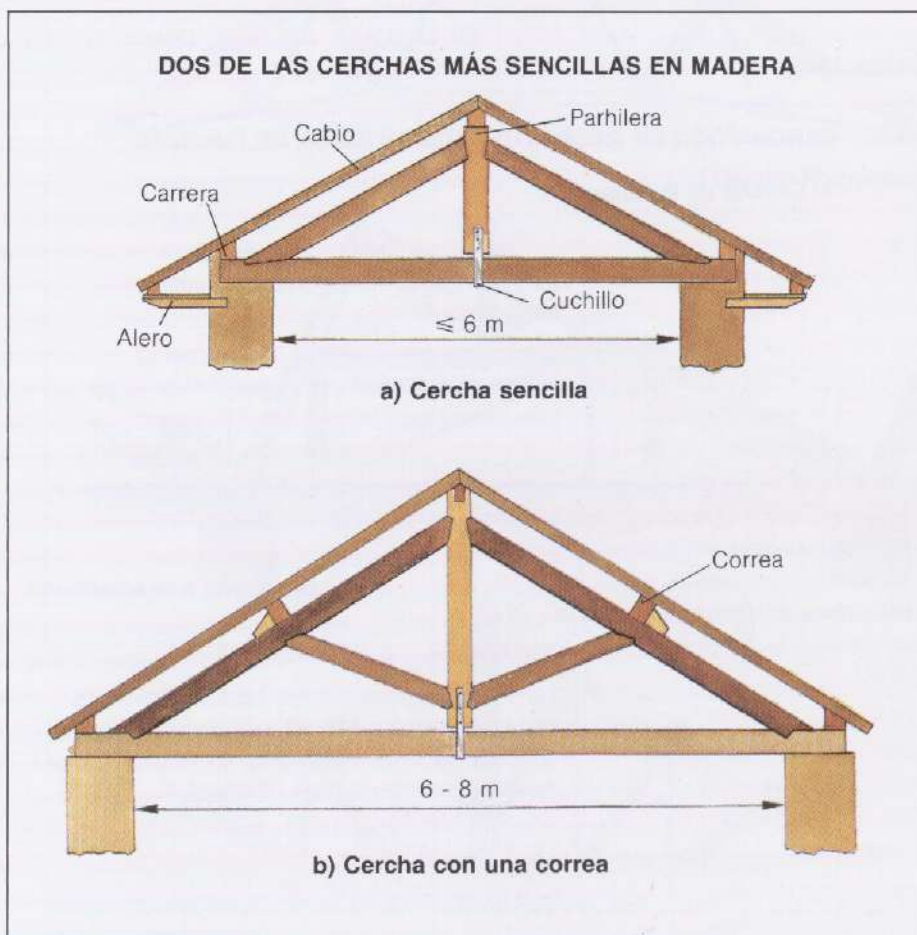 DOS DE LAS CERCHAS MÁS SENCILLAS EN MADERA
Parhilera
Cabio
Carrera
Cuchillo
Alero
≤ 6 m
a) Cercha sencilla
Correa
6 - 8 m
b) Cercha con una correa